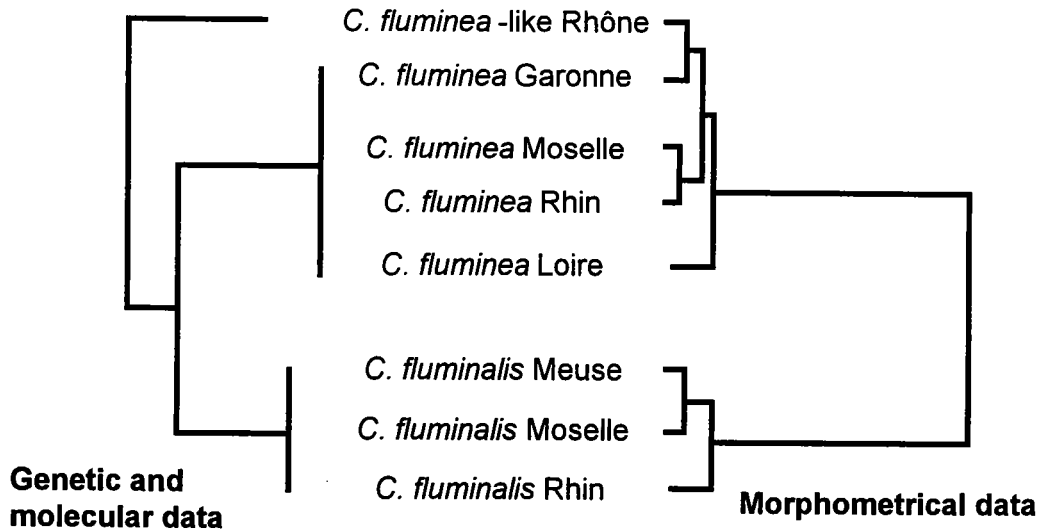 C. fluminea -like Rhône
C. fluminea Garonne
C. fluminea Moselle
C. fluminea Rhin
C. fluminea Loire
C. fluminalis Meuse
C. fluminalis Moselle
C. fluminalis Rhin
Genetic and
molecular data
Morphometrical data